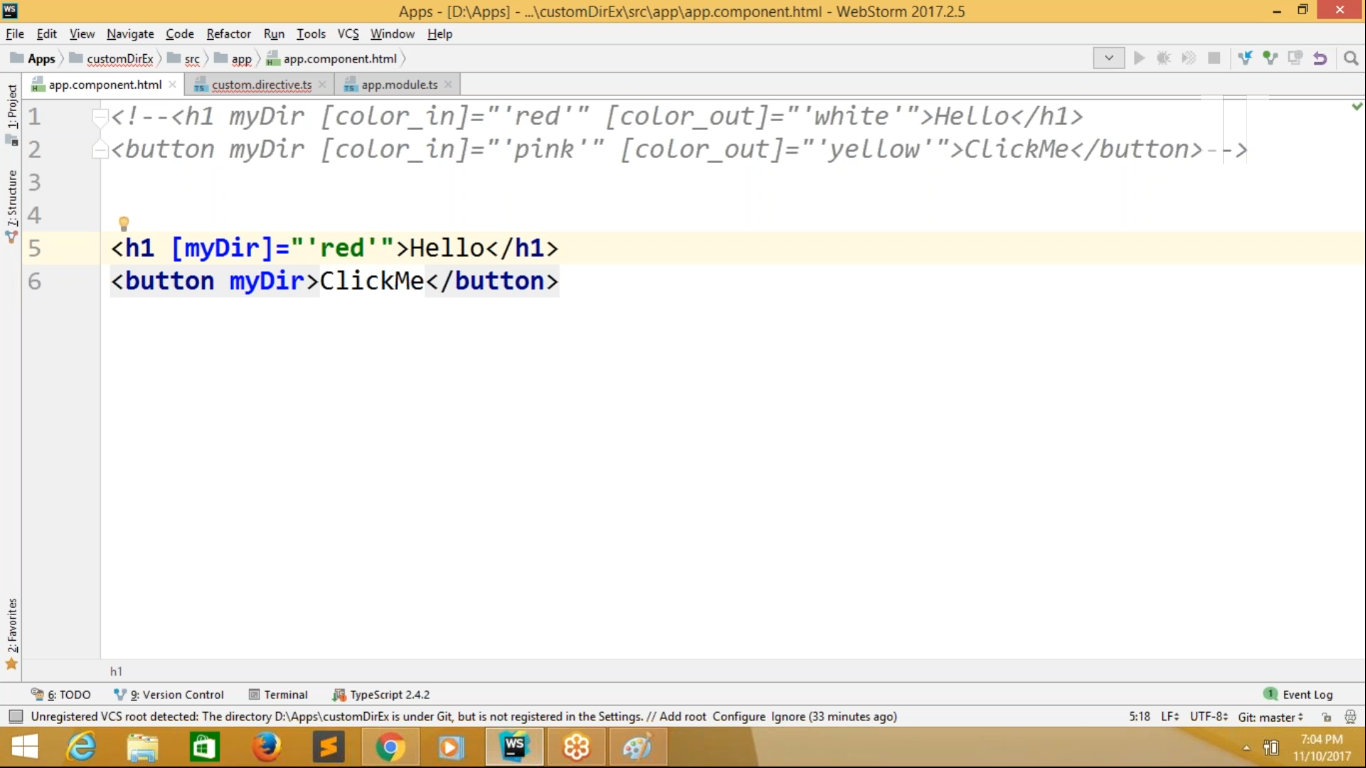 WS
Apps - [D:\Apps] - ...\customDirEx\src\app\app.component.html - WebStorm 2017.2.5
File Edit View Navigate Code Refactor Run Tools VCS Window Help
Apps customDirEx src app app.component.html
app.component.html custom.directive.ts app.module.ts
1: Project
Z: Structure
2: Favorites
1 <!--<h1 myDir [color_in]="'red'" [color_out]="'white'">Hello</h1>
2 <button myDir [color_in]="'pink'" [color_out]="'yellow'">ClickMe</button>-->
3
4
5 <h1 [myDir]="'red'">Hello</h1>
6 <button myDir>ClickMe</button>
h1
6: TODO 9: Version Control Terminal TypeScript 2.4.2 1 Event Log
Unregistered VCS root detected: The directory D:\Apps\customDirEx is under Git, but is not registered in the Settings. // Add root Configure Ignore (33 minutes ago) 5:18 LF UTF-8 Git: master
WS
7:04 PM
11/10/2017